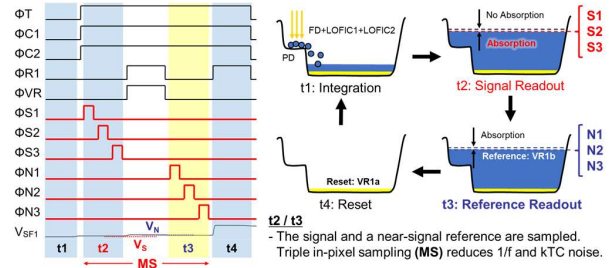 ΦT
ΦC1
ΦC2
ΦR1
ΦVR
ΦS1
ΦS2
ΦS3
ΦN1
ΦN2
ΦN3
VSF1
VN
VS
t1
t2
t3
t4
MS
FD+LOFIC1+LOFIC2
PD
t1: Integration
No Absorption
Absorption
S1
S2
S3
t2: Signal Readout
Absorption
Reference: VR1b
N1
N2
N3
t3: Reference Readout
Reset: VR1a
t4: Reset
t2 / t3
- The signal and a near-signal reference are sampled.
Triple in-pixel sampling (MS) reduces 1/f and kTC noise.